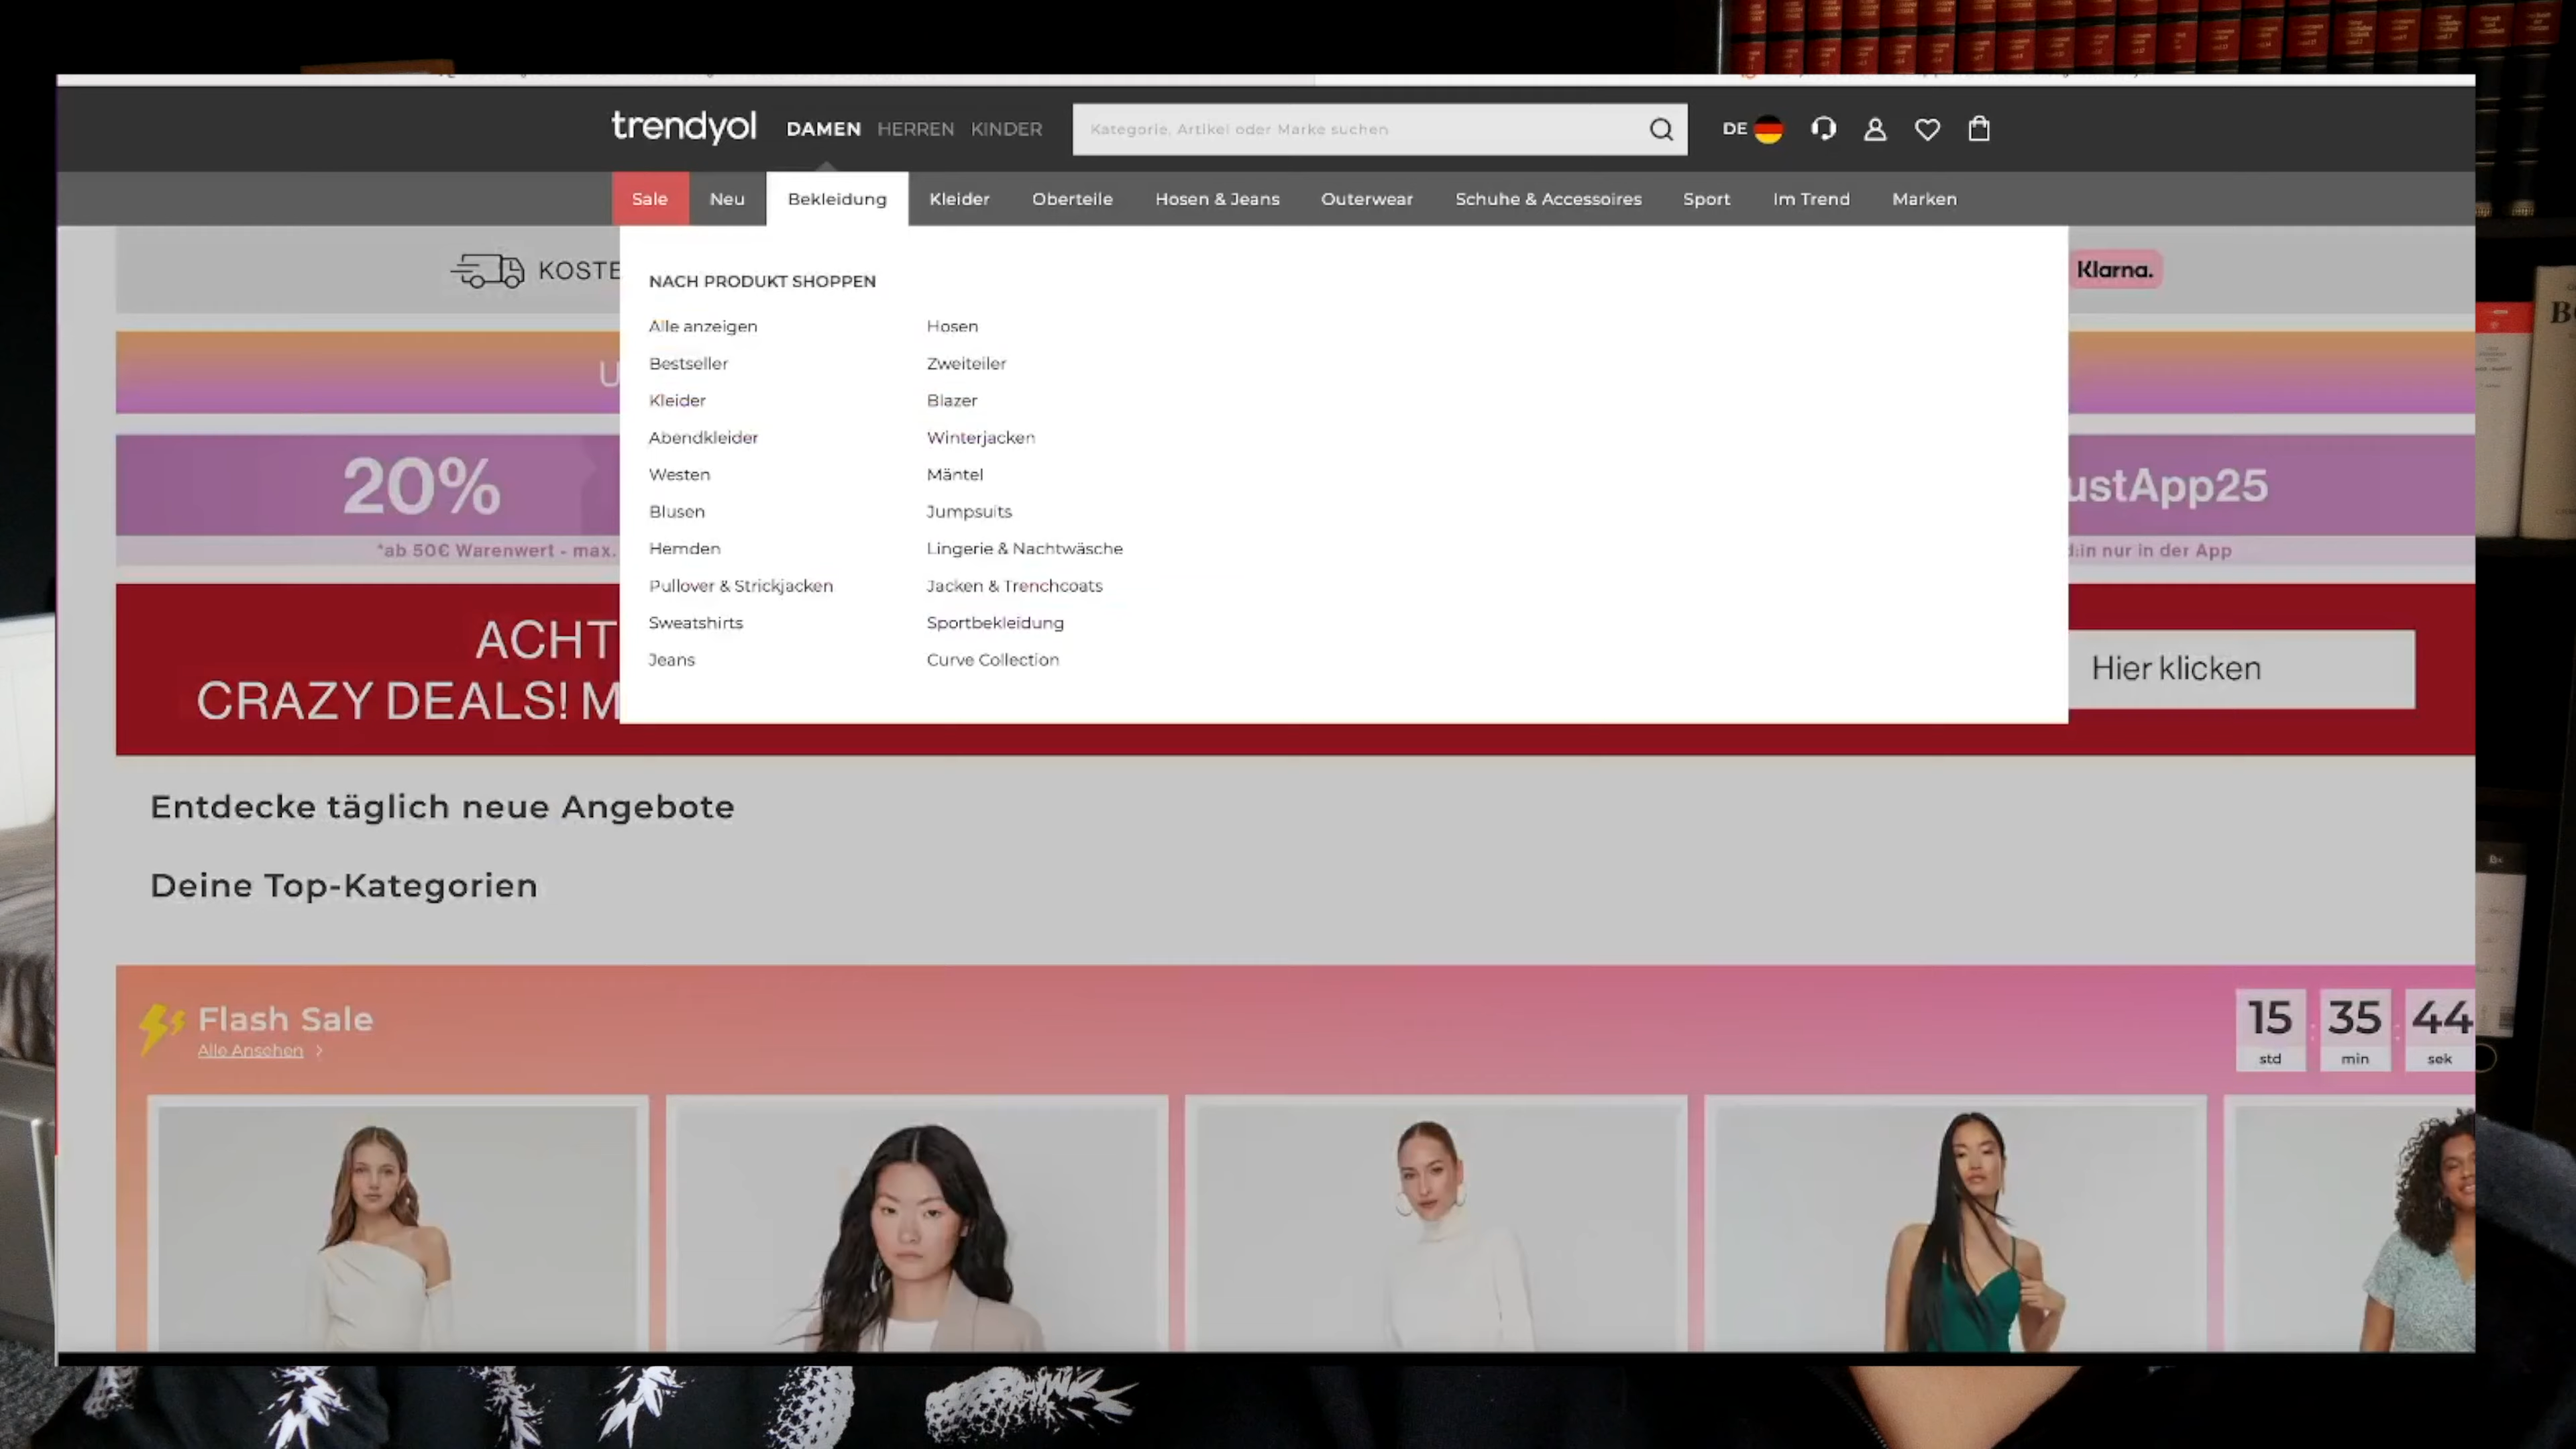 trendyol DAMEN HERREN KINDER Kategorie, Artikel oder Marke suchen DE
Sale Neu Bekleidung Kleider Oberteile Hosen & Jeans Outerwear Schuhe & Accessoires Sport Im Trend Marken
KOSTE
Klarna.
NACH PRODUKT SHOPPEN
Alle anzeigen
Bestseller
Kleider
Abendkleider
Westen
Blusen
Hemden
Pullover & Strickjacken
Sweatshirts
Jeans
Hosen
Zweiteiler
Blazer
Winterjacken
Mäntel
Jumpsuits
Lingerie & Nachtwäsche
Jacken & Trenchcoats
Sportbekleidung
Curve Collection
U
20%
ustApp25
*ab 50€ Warenwert - max.
d:in nur in der App
ACHT
CRAZY DEALS! M
Hier klicken
Entdecke täglich neue Angebote
Deine Top-Kategorien
Flash Sale
Alle Ansehen
15 : 35 : 44
std min sek